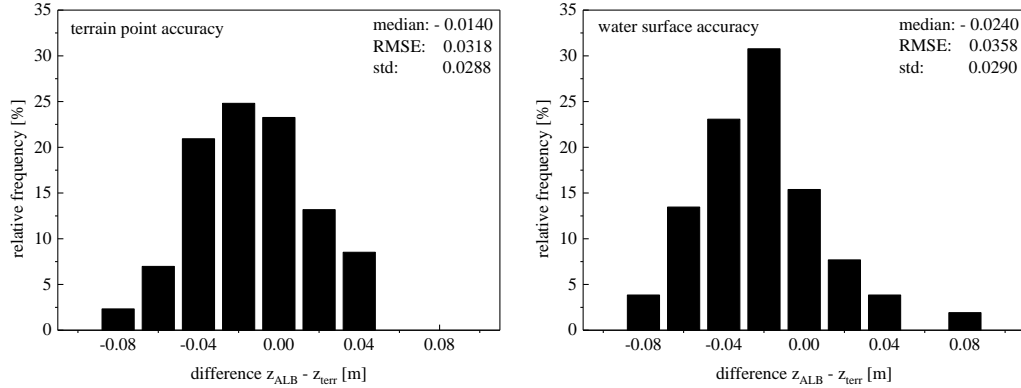 terrain point accuracy
median: - 0.0140
RMSE: 0.0318
std: 0.0288
relative frequency [%]
35
30
25
20
15
10
5
0
-0.08 -0.04 0.00 0.04 0.08
difference z_ALB - z_terr [m]
water surface accuracy
median: - 0.0240
RMSE: 0.0358
std: 0.0290
relative frequency [%]
35
30
25
20
15
10
5
0
-0.08 -0.04 0.00 0.04 0.08
difference z_ALB - z_terr [m]